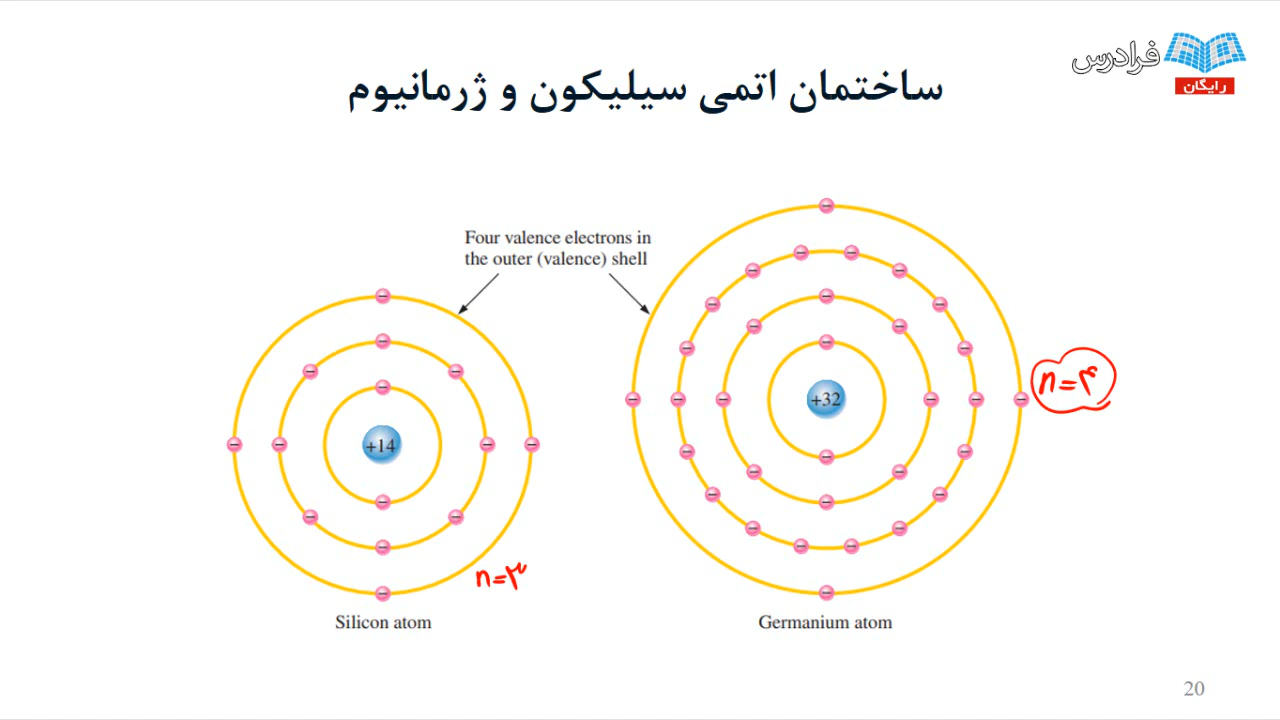 فرادرس
رایگان
ساختمان اتمی سیلیکون و ژرمانیوم
Four valence electrons in
the outer (valence) shell
+14
+32
n=۳
n=۴
Silicon atom
Germanium atom
20